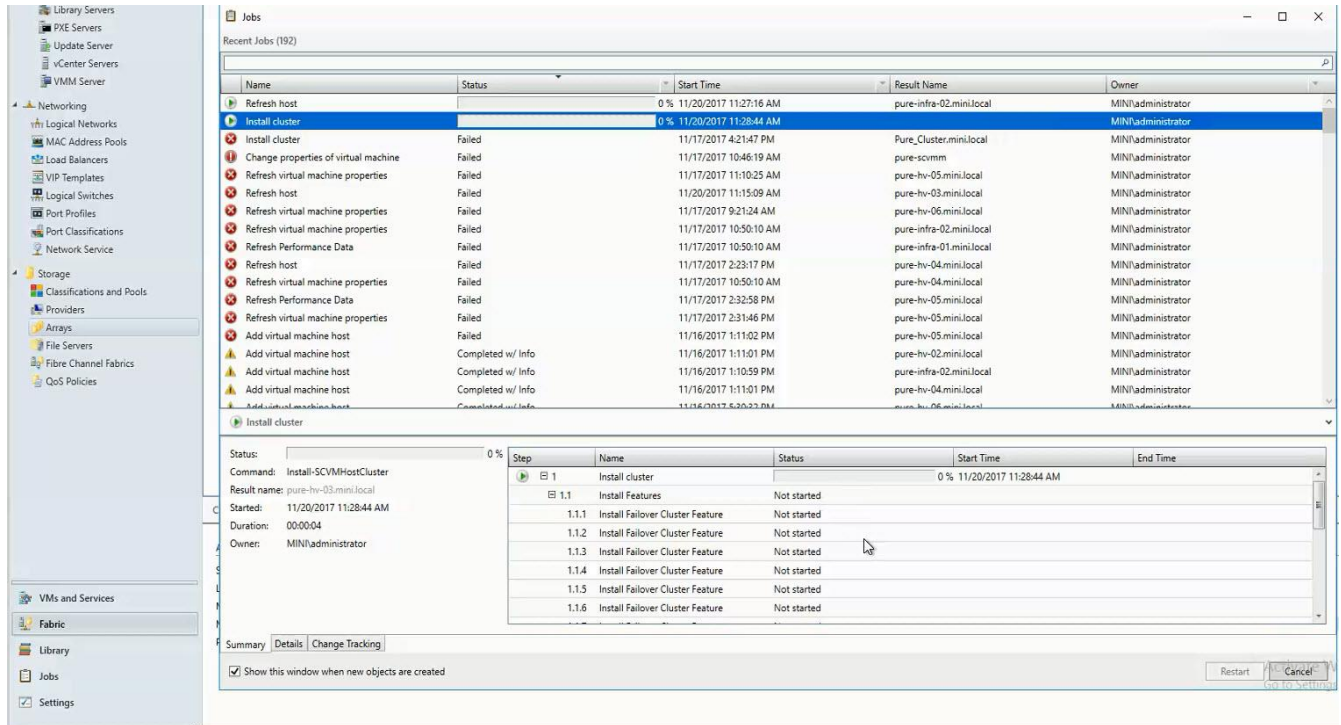 Library Servers
PXE Servers
Update Server
vCenter Servers
VMM Server
Networking
Logical Networks
MAC Address Pools
Load Balancers
VIP Templates
Logical Switches
Port Profiles
Port Classifications
Network Service
Storage
Classifications and Pools
Providers
Arrays
File Servers
Fibre Channel Fabrics
QoS Policies
VMs and Services
Fabric
Library
Jobs
Settings
Jobs
Recent Jobs (192)
Name Status Start Time Result Name Owner
Refresh host 0 % 11/20/2017 11:27:16 AM pure-infra-02.mini.local MINI\administrator
Install cluster 0 % 11/20/2017 11:28:44 AM MINI\administrator
Install cluster Failed 11/17/2017 4:21:47 PM Pure_Cluster.mini.local MINI\administrator
Change properties of virtual machine Failed 11/17/2017 10:46:19 AM pure-scvmm MINI\administrator
Refresh virtual machine properties Failed 11/17/2017 11:10:25 AM pure-hv-05.mini.local MINI\administrator
Refresh host Failed 11/20/2017 11:15:09 AM pure-hv-03.mini.local MINI\administrator
Refresh virtual machine properties Failed 11/17/2017 9:21:24 AM pure-hv-06.mini.local MINI\administrator
Refresh virtual machine properties Failed 11/17/2017 10:50:10 AM pure-infra-02.mini.local MINI\administrator
Refresh Performance Data Failed 11/17/2017 10:50:10 AM pure-infra-01.mini.local MINI\administrator
Refresh host Failed 11/17/2017 2:23:17 PM pure-hv-04.mini.local MINI\administrator
Refresh virtual machine properties Failed 11/17/2017 10:50:10 AM pure-hv-04.mini.local MINI\administrator
Refresh Performance Data Failed 11/17/2017 2:32:58 PM pure-hv-05.mini.local MINI\administrator
Refresh virtual machine properties Failed 11/17/2017 2:31:46 PM pure-hv-05.mini.local MINI\administrator
Add virtual machine host Failed 11/16/2017 1:11:02 PM pure-hv-05.mini.local MINI\administrator
Add virtual machine host Completed w/ Info 11/16/2017 1:11:01 PM pure-hv-02.mini.local MINI\administrator
Add virtual machine host Completed w/ Info 11/16/2017 1:10:59 PM pure-infra-02.mini.local MINI\administrator
Add virtual machine host Completed w/ Info 11/16/2017 1:11:01 PM pure-hv-04.mini.local MINI\administrator
Add virtual machine host Completed w/ Info 11/16/2017 5:30:32 PM pure-hv-06.mini.local MINI\administrator
Install cluster
Status: 0 %
Command: Install-SCVMHostCluster
Result name: pure-hv-03.mini.local
Started: 11/20/2017 11:28:44 AM
Duration: 00:00:04
Owner: MINI\administrator
Step Name Status Start Time End Time
1 Install cluster 0 % 11/20/2017 11:28:44 AM
1.1 Install Features Not started
1.1.1 Install Failover Cluster Feature Not started
1.1.2 Install Failover Cluster Feature Not started
1.1.3 Install Failover Cluster Feature Not started
1.1.4 Install Failover Cluster Feature Not started
1.1.5 Install Failover Cluster Feature Not started
1.1.6 Install Failover Cluster Feature Not started
Summary Details Change Tracking
Show this window when new objects are created
Restart Cancel
Go to Settings